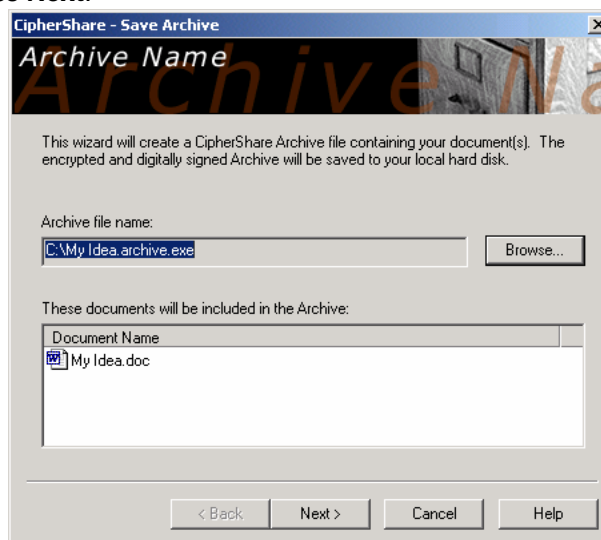 CipherShare - Save Archive
Archive Name
This wizard will create a CipherShare Archive file containing your document(s). The
encrypted and digitally signed Archive will be saved to your local hard disk.
Archive file name:
C:\My Idea.archive.exe
Browse...
These documents will be included in the Archive:
Document Name
My Idea.doc
< Back
Next >
Cancel
Help